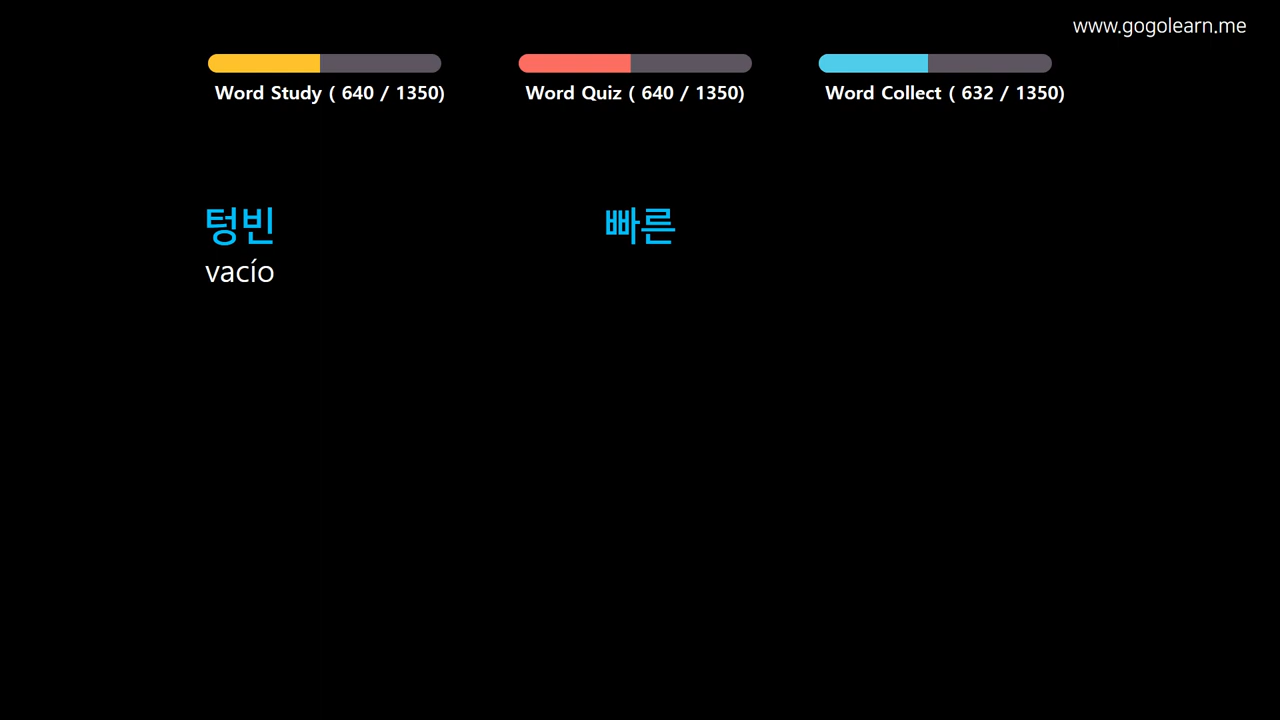 www.gogolearn.me
Word Study ( 640 / 1350)
Word Quiz ( 640 / 1350)
Word Collect ( 632 / 1350)
텅빈
vacío
빠른